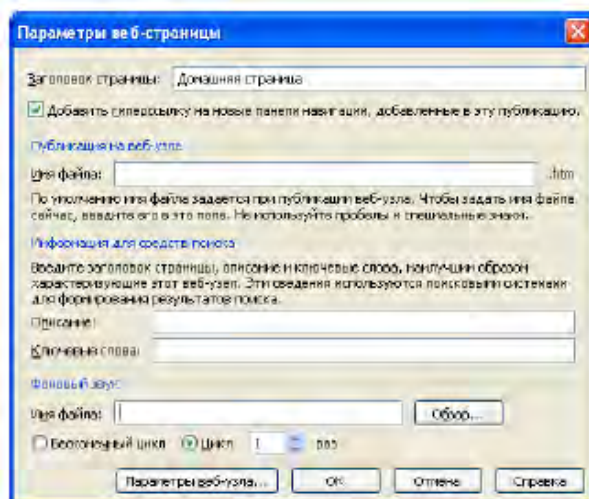 Параметры веб-страницы
Заголовок страницы: Домашняя страница
Добавить гиперссылку на новые панели навигации, добавленные в эту публикацию.
Публикация на веб-узле
Имя файла: .htm
По умолчанию имя файла задается при публикации веб-узла. Чтобы задать имя файла
сейчас, введите его в это поле. Не используйте пробелы и специальные знаки.
Информация для средств поиска
Введите заголовок страницы, описание и ключевые слова, наилучшим образом
характеризующие этот веб-узел. Эти сведения используются поисковыми системами
для формирования результатов поиска.
Описание:
Ключевые слова:
Фоновый звук
Имя файла: Обзор...
Бесконечный цикл Цикл 1 раз
Параметры веб-узла... ОК Отмена Справка